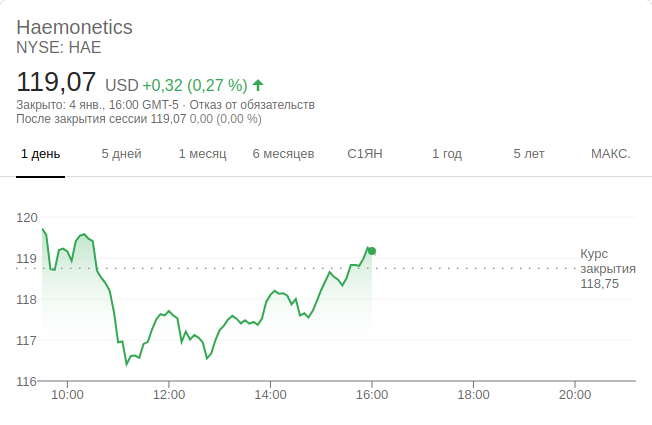 Haemonetics
NYSE: HAE
119,07 USD +0,32 (0,27 %)
Закрыто: 4 янв., 16:00 GMT-5 · Отказ от обязательств
После закрытия сессии 119,07 0,00 (0,00 %)
1 день 5 дней 1 месяц 6 месяцев С1ЯН 1 год 5 лет МАКС.
120
119
118
117
116
Курс
закрытия
118,75
10:00 12:00 14:00 16:00 18:00 20:00